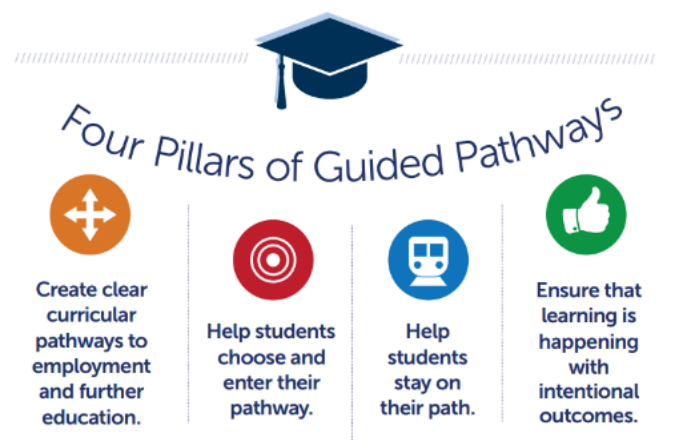 Four Pillars of Guided Pathways
Create clear
curricular
pathways to
employment
and further
education.
Help students
choose and
enter their
pathway.
Help
students
stay on
their path.
Ensure that
learning is
happening
with
intentional
outcomes.